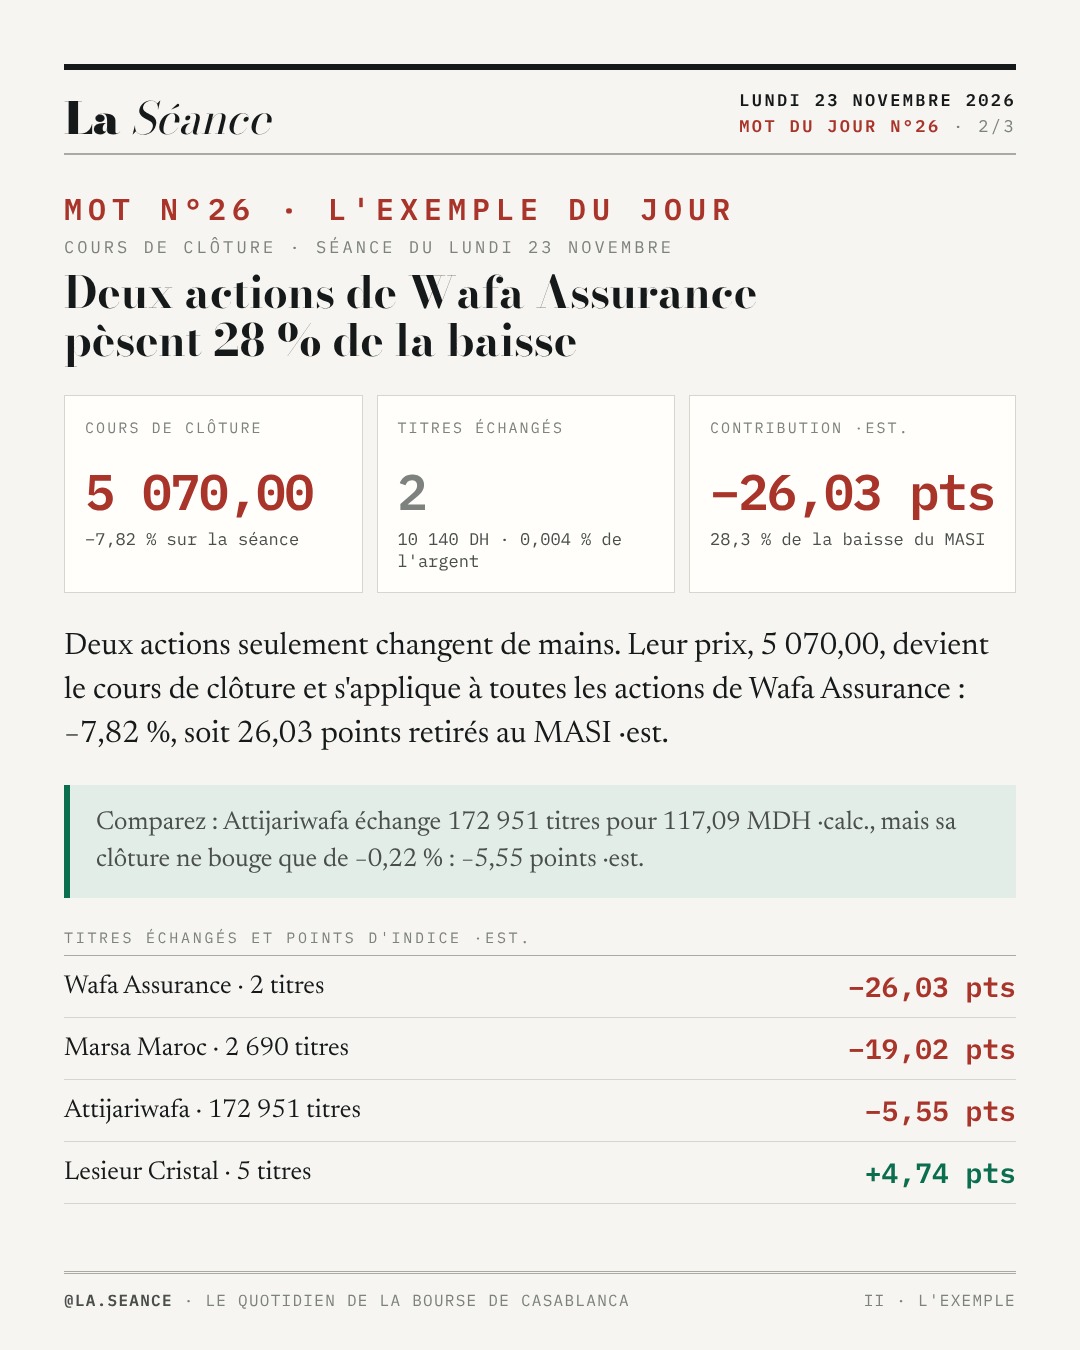 La Séance
LUNDI 23 NOVEMBRE 2026
MOT DU JOUR N°26 · 2/3
MOT N°26 · L'EXEMPLE DU JOUR
COURS DE CLÔTURE · SÉANCE DU LUNDI 23 NOVEMBRE
Deux actions de Wafa Assurance
pèsent 28 % de la baisse
COURS DE CLÔTURE
5 070,00
−7,82 % sur la séance
TITRES ÉCHANGÉS
2
10 140 DH · 0,004 % de
l'argent
CONTRIBUTION ·EST.
−26,03 pts
28,3 % de la baisse du MASI
Deux actions seulement changent de mains. Leur prix, 5 070,00, devient
le cours de clôture et s'applique à toutes les actions de Wafa Assurance :
−7,82 %, soit 26,03 points retirés au MASI ·est.
Comparez : Attijariwafa échange 172 951 titres pour 117,09 MDH ·calc., mais sa
clôture ne bouge que de −0,22 % : −5,55 points ·est.
TITRES ÉCHANGÉS ET POINTS D'INDICE ·EST.
Wafa Assurance · 2 titres −26,03 pts
Marsa Maroc · 2 690 titres −19,02 pts
Attijariwafa · 172 951 titres −5,55 pts
Lesieur Cristal · 5 titres +4,74 pts
@LA.SEANCE · LE QUOTIDIEN DE LA BOURSE DE CASABLANCA
II · L'EXEMPLE